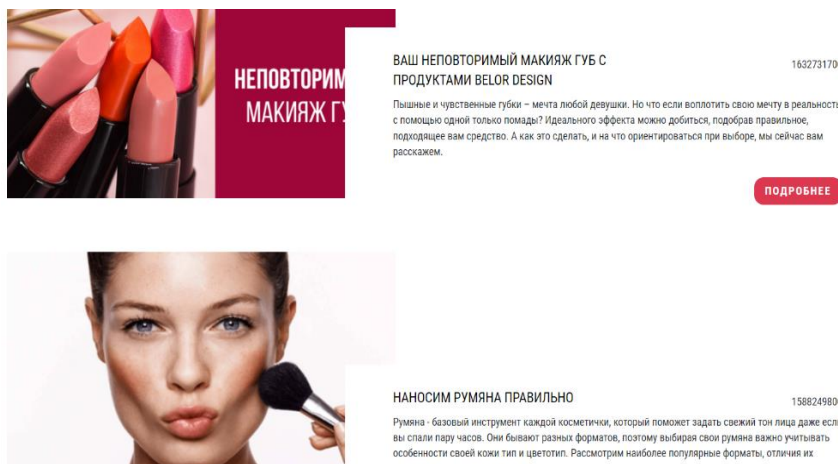 НЕПОВТОРИМ
МАКИЯЖ ГУ
ВАШ НЕПОВТОРИМЫЙ МАКИЯЖ ГУБ С
ПРОДУКТАМИ BELOR DESIGN
163273170
Пышные и чувственные губки – мечта любой девушки. Но что если воплотить свою мечту в реальность
с помощью одной только помады? Идеального эффекта можно добиться, подобрав правильное,
подходящее вам средство. А как это сделать, и на что ориентироваться при выборе, мы сейчас вам
расскажем.
ПОДРОБНЕЕ
НАНОСИМ РУМЯНА ПРАВИЛЬНО
158824980
Румяна - базовый инструмент каждой косметички, который поможет задать свежий тон лица даже если
вы спали пару часов. Они бывают разных форматов, поэтому выбирая свои румяна важно учитывать
особенности своей кожи тип и цветотип. Рассмотрим наиболее популярные форматы, отличия их